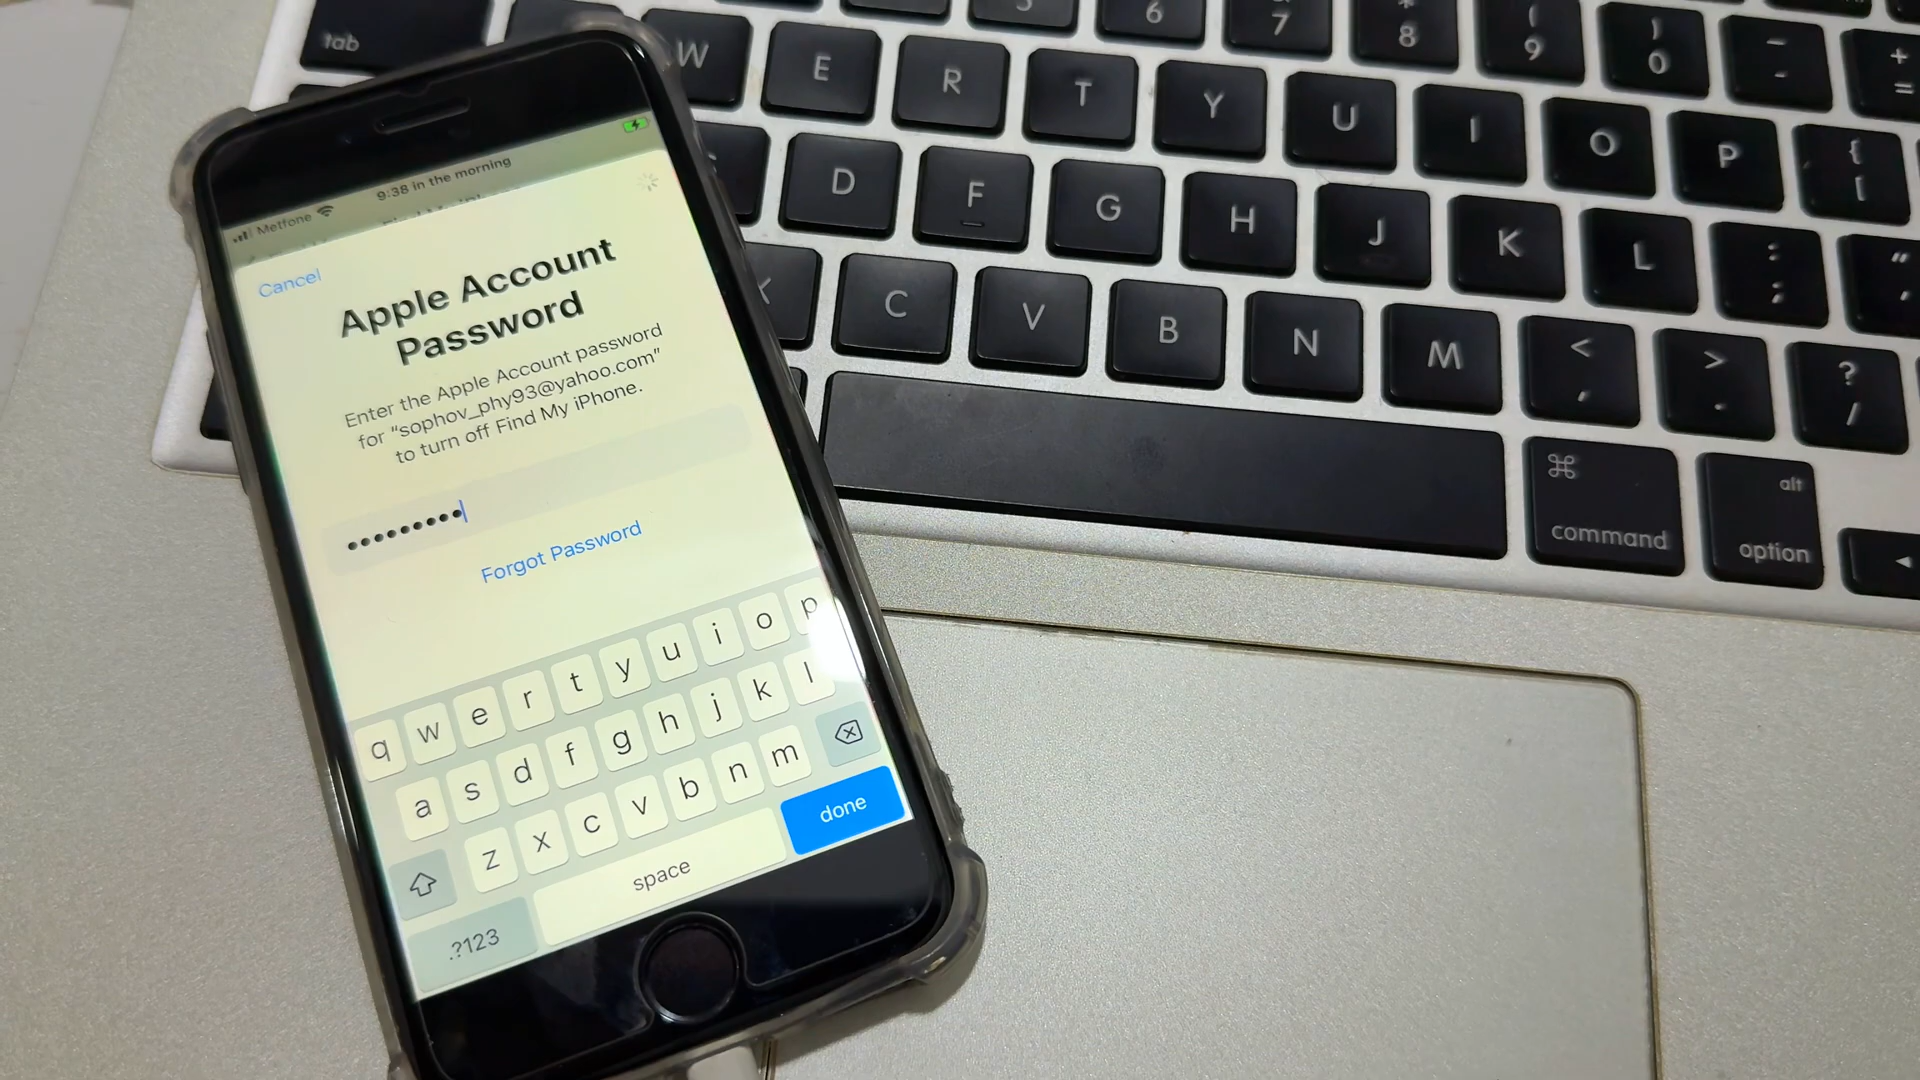 Metfone
9:38 in the morning
Cancel
Apple Account
Password
Enter the Apple Account password
for "sophov_phy93@yahoo.com"
to turn off Find My iPhone.
•••••••••
Forgot Password
q w e r t y u i o p
a s d f g h j k l
z x c v b n m
.?123
space
done
tab
5 6 7 * 8 ( 9 ) 0 _ - + =
W E R T Y U I O P { [
S D F G H J K L : ; “ ‘
X C V B N M < , > . ? /
⌘ command
alt option
◀